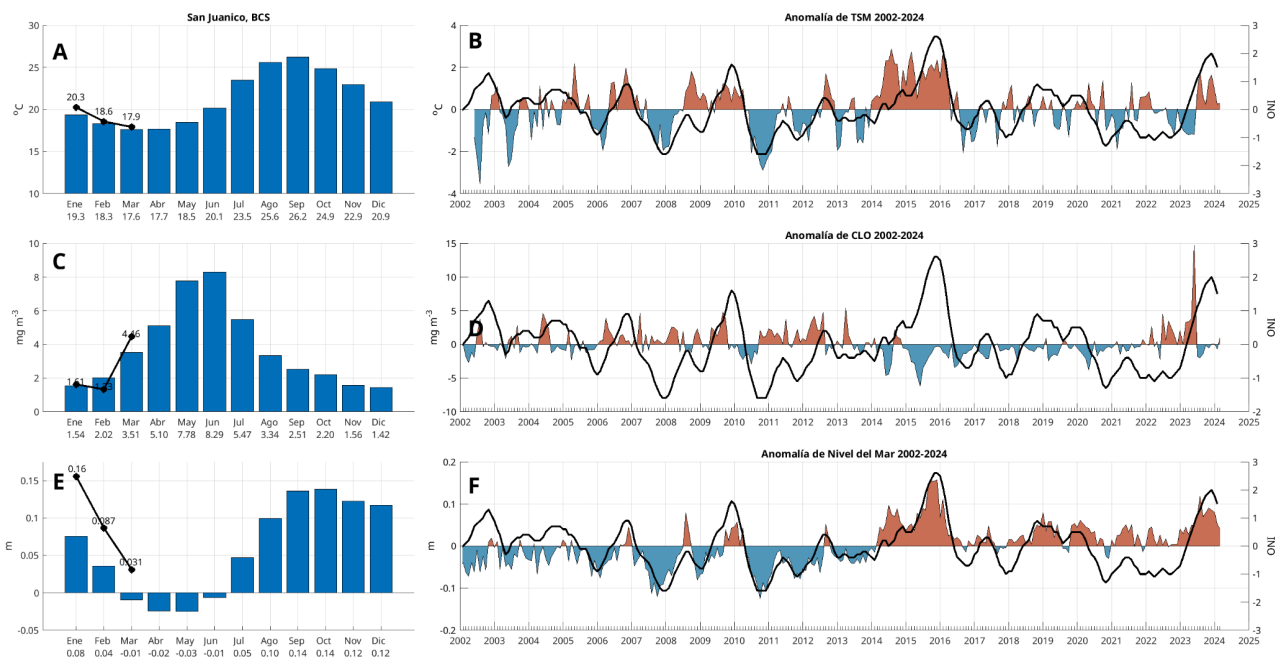 San Juanico, BCS
A
30
25
20
15
10
°C
20.3
18.6
17.9
Ene Feb Mar Abr May Jun Jul Ago Sep Oct Nov Dic
19.3 18.3 17.6 17.7 18.5 20.1 23.5 25.6 26.2 24.9 22.9 20.9
Anomalía de TSM 2002-2024
B
4
2
0
-2
-4
°C
3
2
1
0
-1
-2
-3
ONI
2002 2003 2004 2005 2006 2007 2008 2009 2010 2011 2012 2013 2014 2015 2016 2017 2018 2019 2020 2021 2022 2023 2024 2025
C
10
8
6
4
2
0
mg m⁻³
1.61
4.46
Ene Feb Mar Abr May Jun Jul Ago Sep Oct Nov Dic
1.54 2.02 3.51 5.10 7.78 8.29 5.47 3.34 2.51 2.20 1.56 1.42
Anomalía de CLO 2002-2024
D
15
10
5
0
-5
-10
mg m⁻³
3
2
1
0
-1
-2
ONI
2002 2003 2004 2005 2006 2007 2008 2009 2010 2011 2012 2013 2014 2015 2016 2017 2018 2019 2020 2021 2022 2023 2024 2025
E
0.15
0.1
0.05
0
-0.05
m
0.16
0.087
0.031
Ene Feb Mar Abr May Jun Jul Ago Sep Oct Nov Dic
0.08 0.04 -0.01 -0.02 -0.03 -0.01 0.05 0.10 0.14 0.14 0.12 0.12
Anomalía de Nivel del Mar 2002-2024
F
0.2
0.1
0
-0.1
-0.2
m
3
2
1
0
-1
-2
-3
ONI
2002 2003 2004 2005 2006 2007 2008 2009 2010 2011 2012 2013 2014 2015 2016 2017 2018 2019 2020 2021 2022 2023 2024 2025